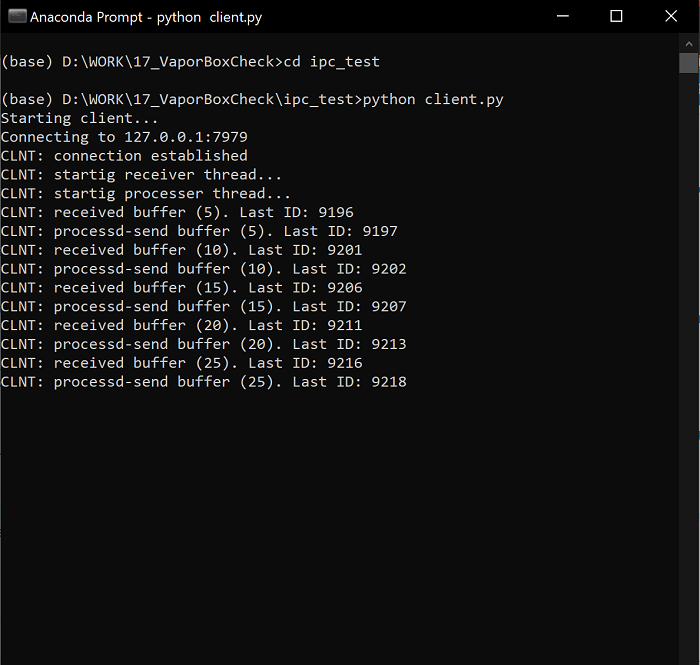 Anaconda Prompt - python  client.py
(base) D:\WORK\17_VaporBoxCheck>cd ipc_test
(base) D:\WORK\17_VaporBoxCheck\ipc_test>python client.py
Starting client...
Connecting to 127.0.0.1:7979
CLNT: connection established
CLNT: startig receiver thread...
CLNT: startig processer thread...
CLNT: received buffer (5). Last ID: 9196
CLNT: processd-send buffer (5). Last ID: 9197
CLNT: received buffer (10). Last ID: 9201
CLNT: processd-send buffer (10). Last ID: 9202
CLNT: received buffer (15). Last ID: 9206
CLNT: processd-send buffer (15). Last ID: 9207
CLNT: received buffer (20). Last ID: 9211
CLNT: processd-send buffer (20). Last ID: 9213
CLNT: received buffer (25). Last ID: 9216
CLNT: processd-send buffer (25). Last ID: 9218